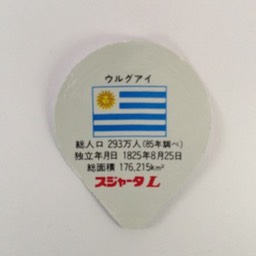 ウルグアイ
総人口 293万人(85年調べ)
独立年月日 1825年8月25日
総面積 176,215km²
スジャータ L